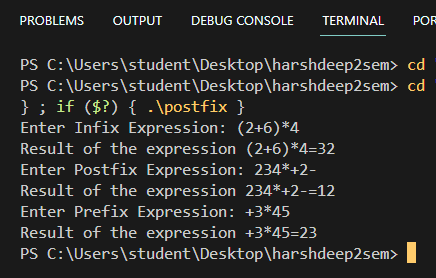 PROBLEMS OUTPUT DEBUG CONSOLE TERMINAL
PS C:\Users\student\Desktop\harshdeep2sem> cd
PS C:\Users\student\Desktop\harshdeep2sem> cd
} ; if ($?) { .\postfix }
Enter Infix Expression: (2+6)*4
Result of the expression (2+6)*4=32
Enter Postfix Expression: 234*+2-
Result of the expression 234*+2-=12
Enter Prefix Expression: +3*45
Result of the expression +3*45=23
PS C:\Users\student\Desktop\harshdeep2sem>